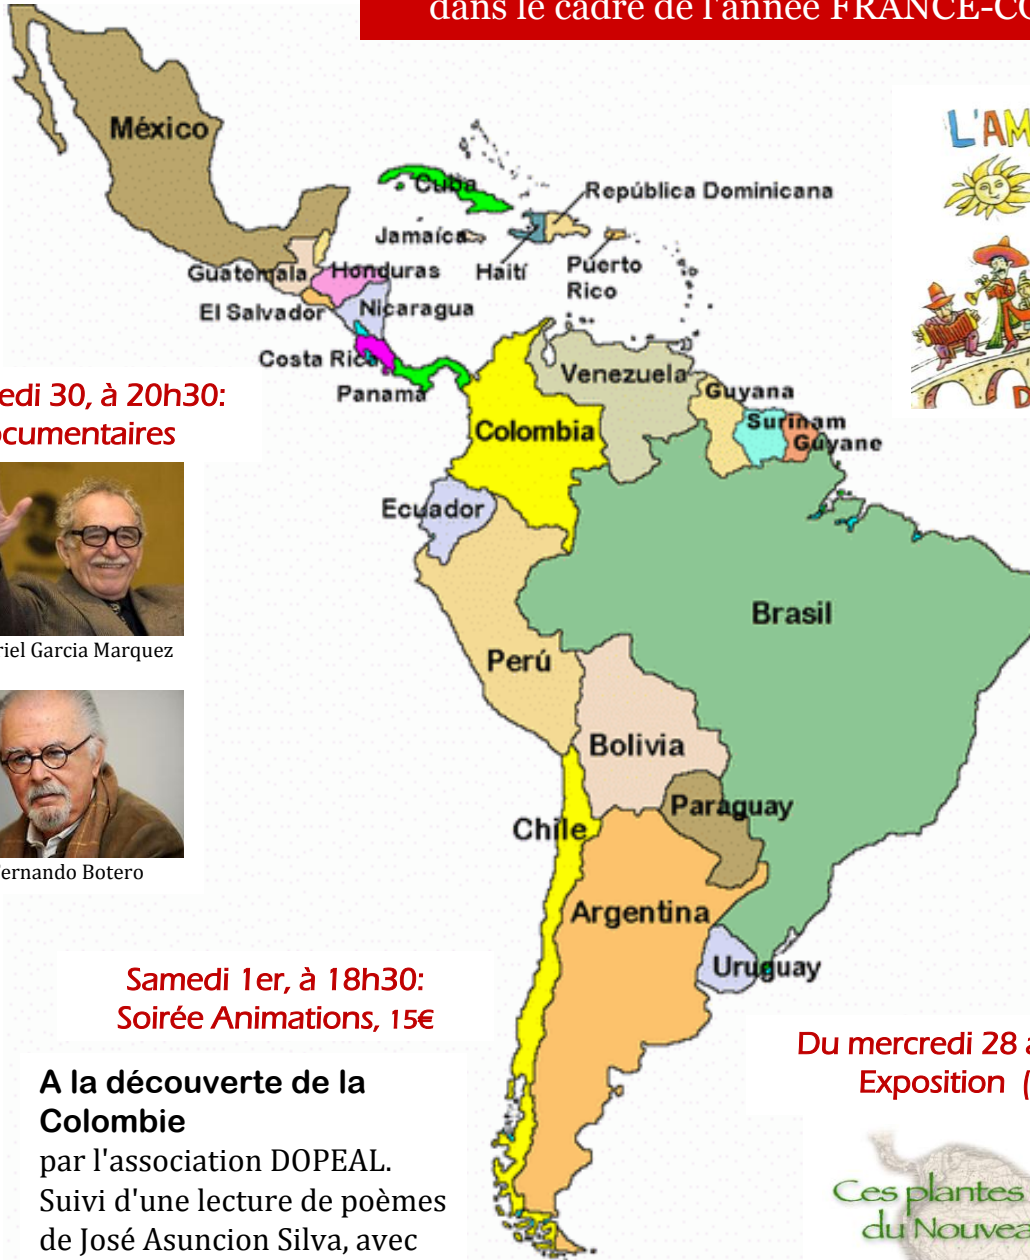 dans le cadre de l'année FRANCE-CO
L'AM
México
Cuba
República Dominicana
Jamaíca
Haití
Puerto
Rico
Guatemala
Honduras
El Salvador
Nicaragua
Costa Rica
Panamá
Venezuela
Guyana
Surinam
Guyane
Colombia
Ecuador
Brasil
Perú
Bolivia
Paraguay
Chile
Argentina
Uruguay
edi 30, à 20h30:
ocumentaires
riel Garcia Marquez
ernando Botero
Samedi 1er, à 18h30:
Soirée Animations, 15€
A la découverte de la
Colombie
par l'association DOPEAL.
Suivi d'une lecture de poèmes
de José Asuncion Silva, avec
D
Du mercredi 28 a
Exposition (
Ces plantes
du Nouvea